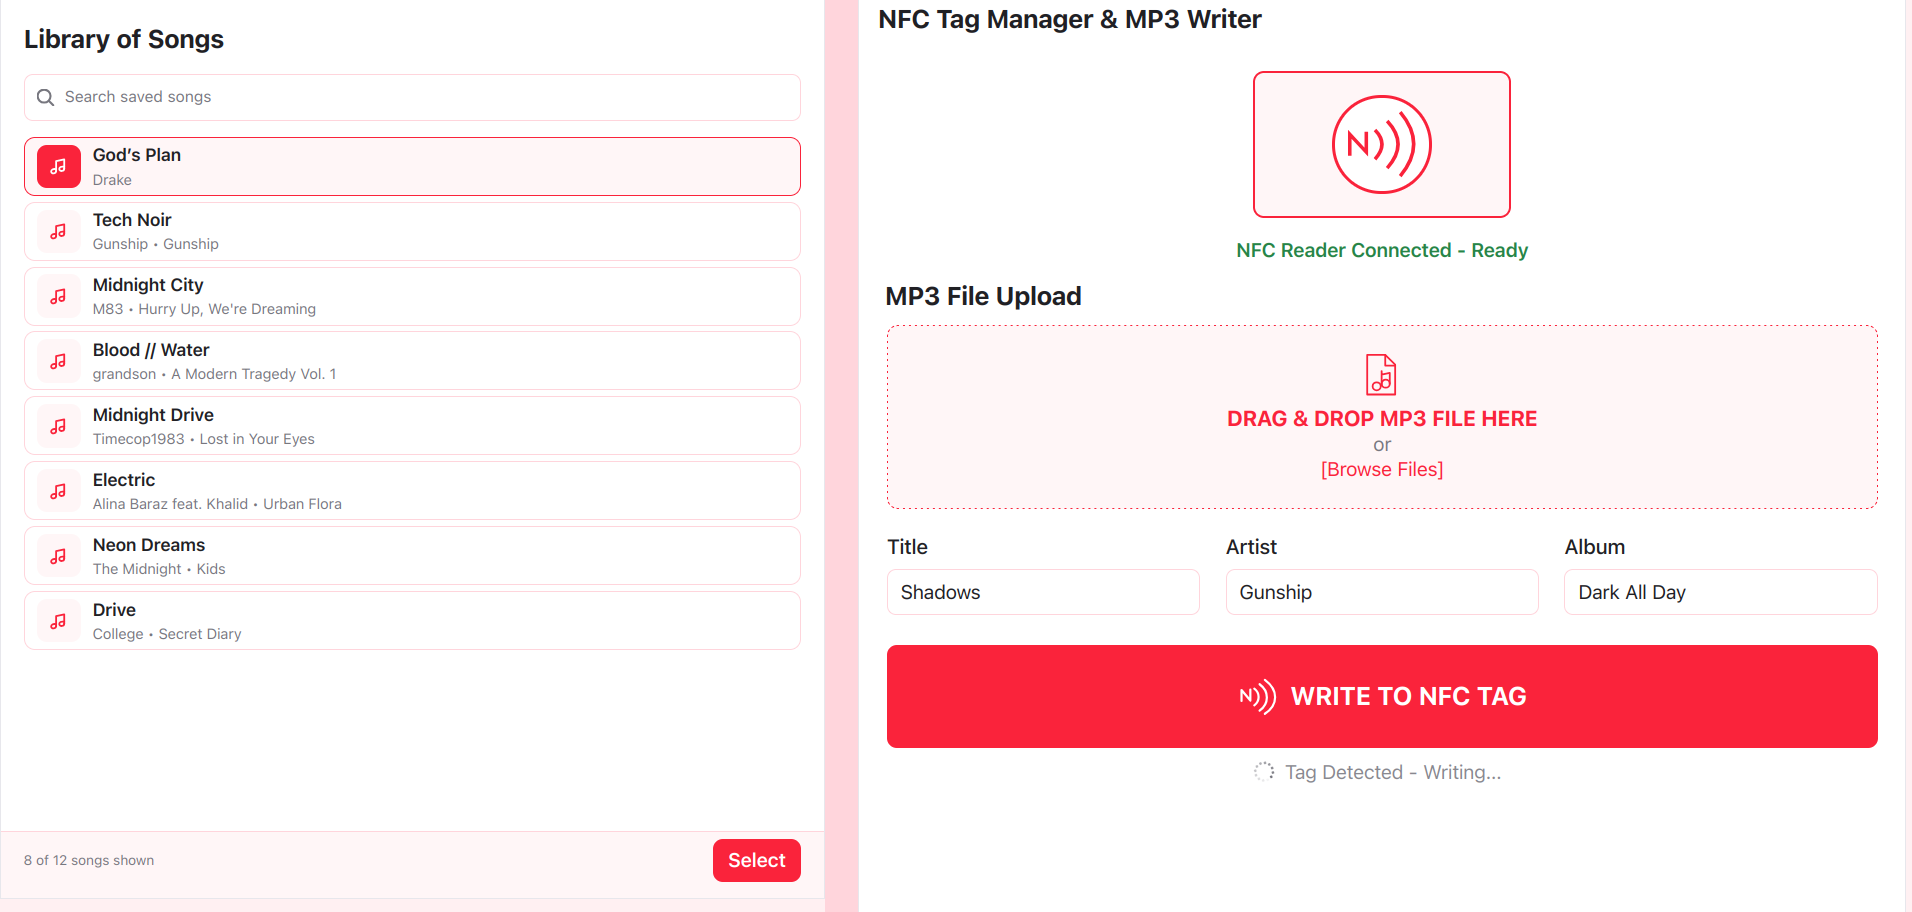 Library of Songs
Search saved songs
God’s Plan
Drake
Tech Noir
Gunship • Gunship
Midnight City
M83 • Hurry Up, We're Dreaming
Blood // Water
grandson • A Modern Tragedy Vol. 1
Midnight Drive
Timecop1983 • Lost in Your Eyes
Electric
Alina Baraz feat. Khalid • Urban Flora
Neon Dreams
The Midnight • Kids
Drive
College • Secret Diary
8 of 12 songs shown
Select
NFC Tag Manager & MP3 Writer
N
NFC Reader Connected - Ready
MP3 File Upload
DRAG & DROP MP3 FILE HERE
or
[Browse Files]
Title
Artist
Album
Shadows
Gunship
Dark All Day
N WRITE TO NFC TAG
Tag Detected - Writing...